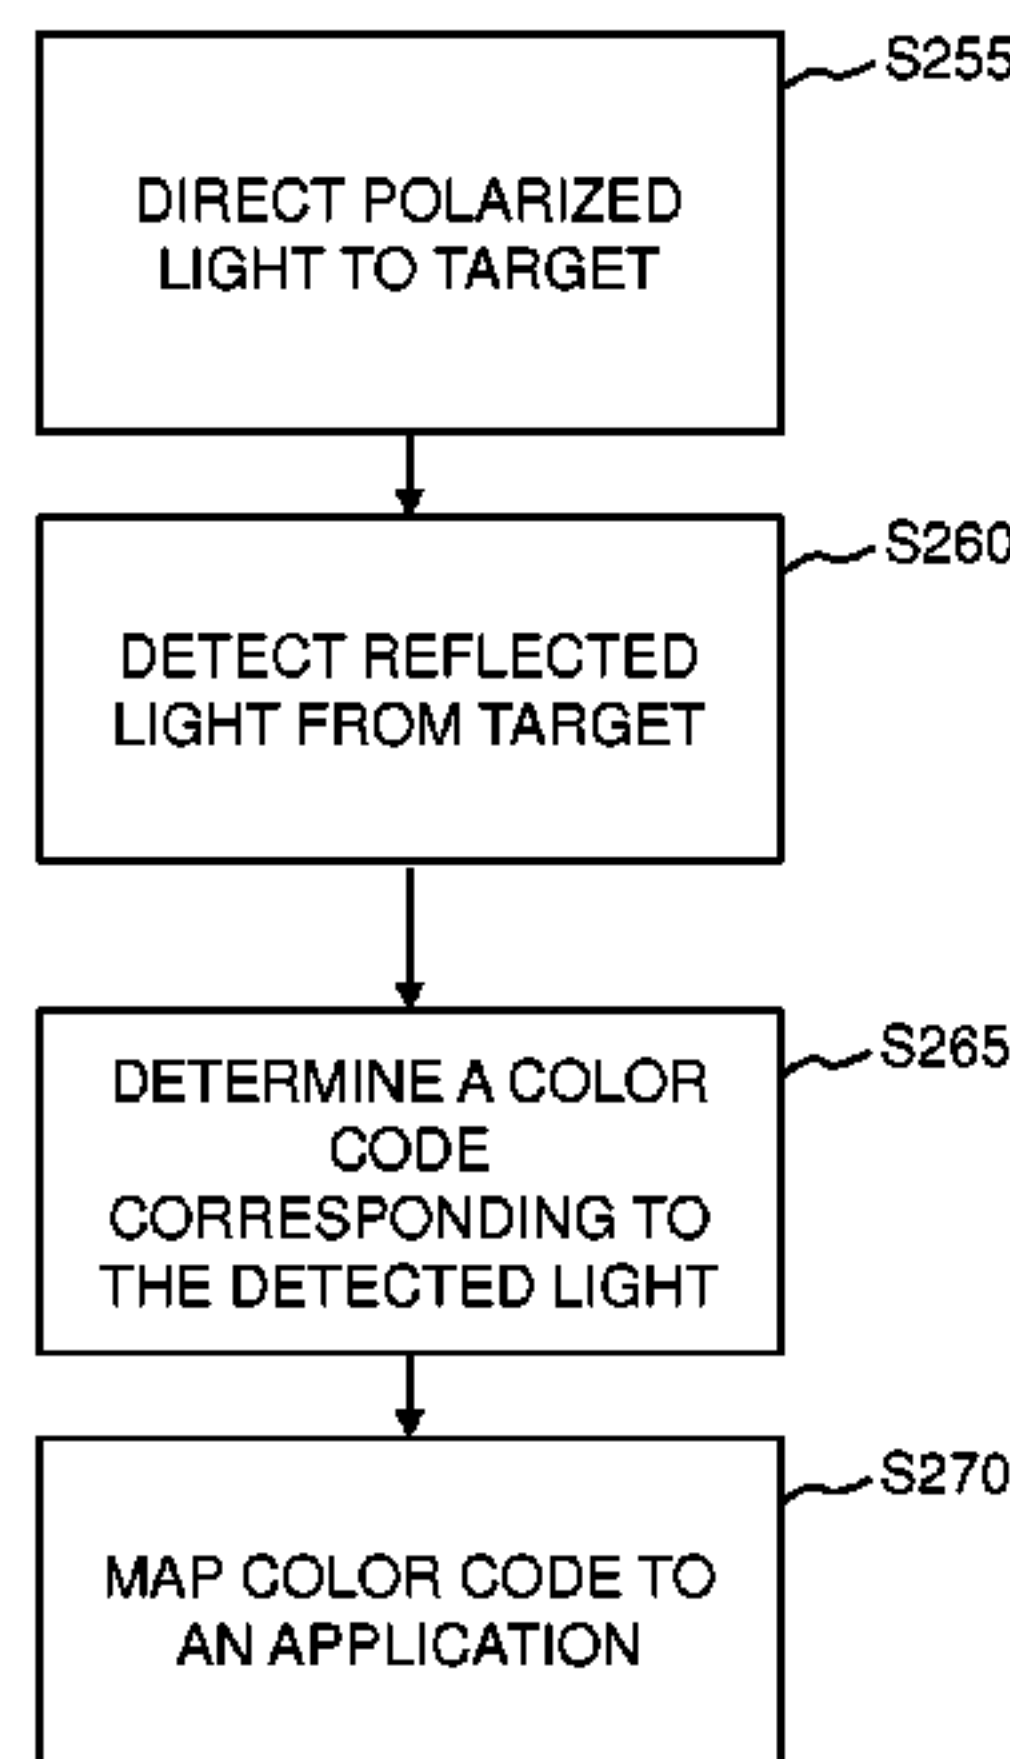 S255
DIRECT POLARIZED
LIGHT TO TARGET
S260
DETECT REFLECTED
LIGHT FROM TARGET
S265
DETERMINE A COLOR
CODE
CORRESPONDING TO
THE DETECTED LIGHT
S270
MAP COLOR CODE TO
AN APPLICATION